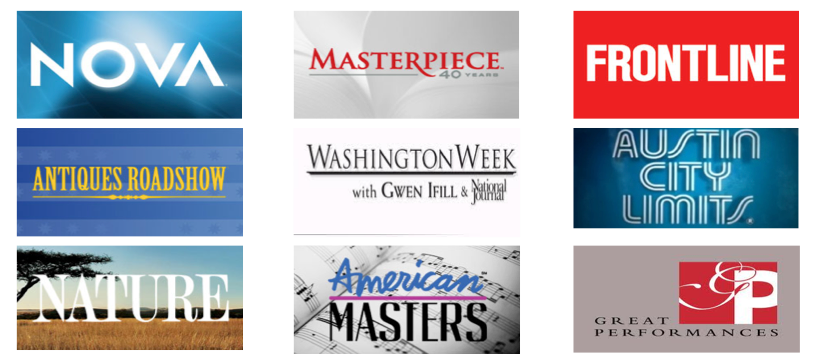 NOVA
MASTERPIECE
40 YEARS
FRONTLINE
ANTIQUES ROADSHOW
WASHINGTON WEEK
with GWEN IFILL & National
Journal
AUSTIN
CITY
LIMITS
NATURE
American
MASTERS
GP
GREAT
PERFORMANCES